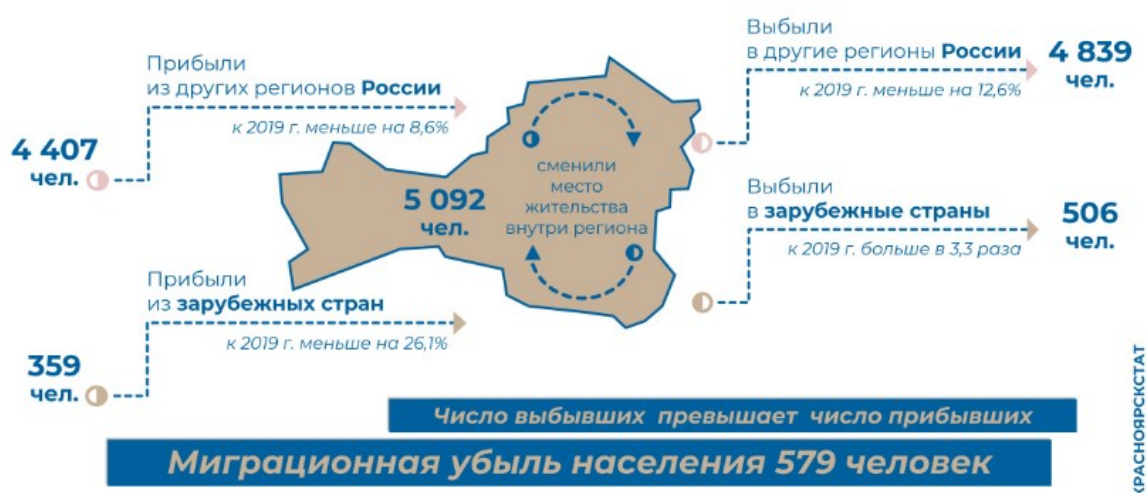 Прибыли
из других регионов России
к 2019 г. меньше на 8,6%
4 407
чел.
Прибыли
из зарубежных стран
к 2019 г. меньше на 26,1%
359
чел.
5 092
чел.
сменили
место
жительства
внутри региона
Выбыли
в другие регионы России
к 2019 г. меньше на 12,6%
4 839
чел.
Выбыли
в зарубежные страны
к 2019 г. больше в 3,3 раза
506
чел.
Число выбывших превышает число прибывших
Миграционная убыль населения 579 человек
КРАСНОЯРСКСТАТ